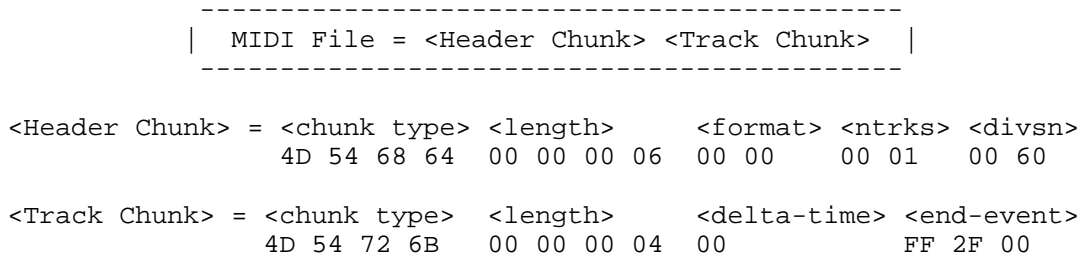 --------------------------------------------
| MIDI File = <Header Chunk> <Track Chunk> |
--------------------------------------------
<Header Chunk> = <chunk type> <length> <format> <ntrks> <divsn>
4D 54 68 64 00 00 00 06 00 00 00 01 00 60
<Track Chunk> = <chunk type> <length> <delta-time> <end-event>
4D 54 72 6B 00 00 00 04 00 FF 2F 00